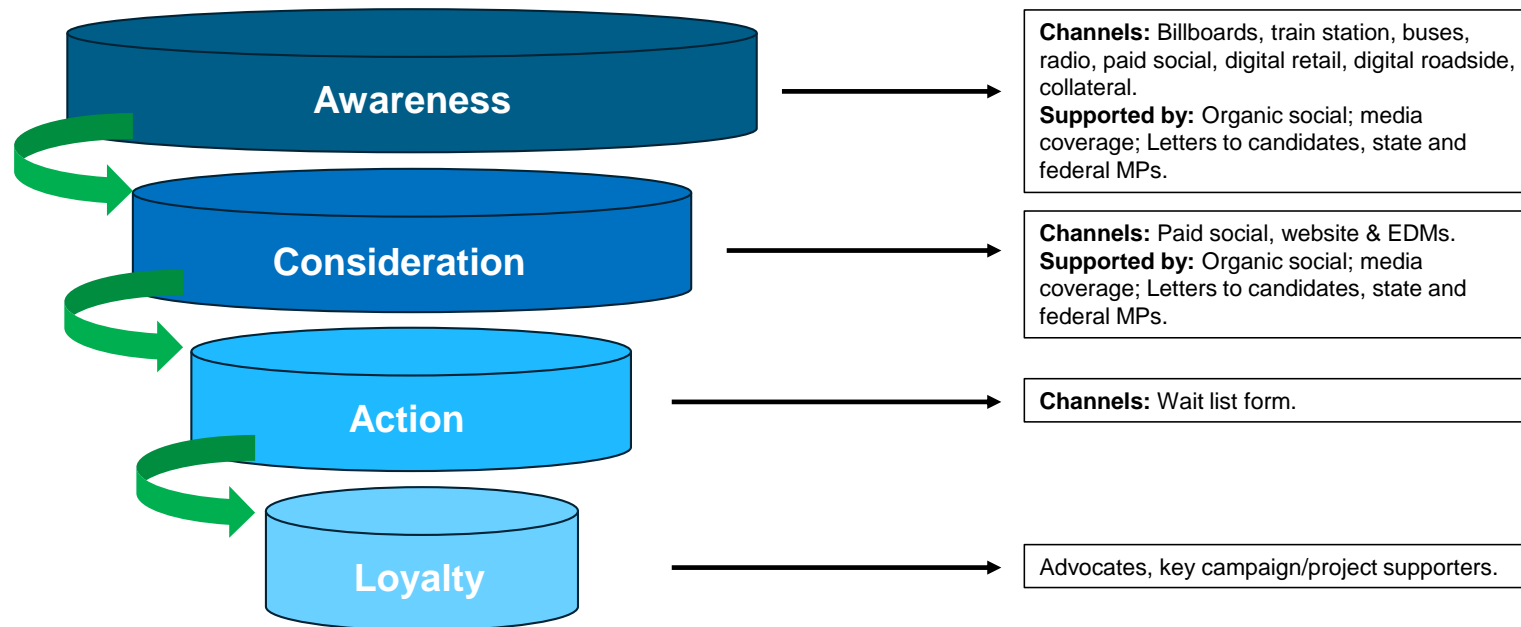 Awareness
Channels: Billboards, train station, buses,
radio, paid social, digital retail, digital roadside,
collateral.
Supported by: Organic social; media
coverage; Letters to candidates, state and
federal MPs.
Consideration
Channels: Paid social, website & EDMs.
Supported by: Organic social; media
coverage; Letters to candidates, state and
federal MPs.
Action
Channels: Wait list form.
Loyalty
Advocates, key campaign/project supporters.